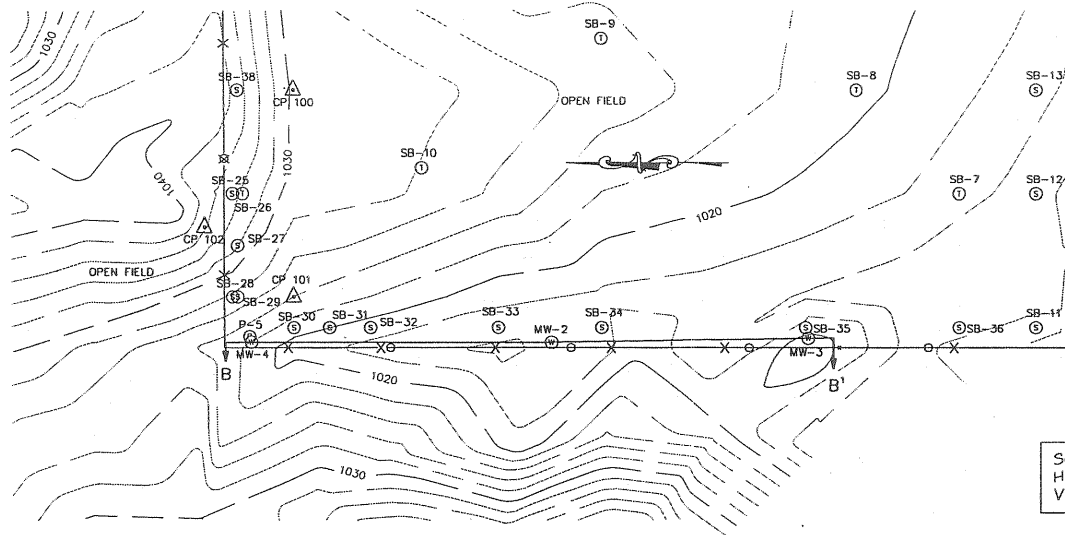 SB-9
1030
SB-38
SB-8
SB-13
CP 100
OPEN FIELD
1030
SB-10
1040
SB-25
SB-7
SB-12
SB-26
1020
CP 102
SB-27
OPEN FIELD
SB-28
CP 101
SB-29
P-5
SB-30
SB-31
SB-32
SB-33
SB-34
MW-2
SB-35
SB-36
SB-11
MW-4
MW-3
B
1020
B'
1030
S
H
V